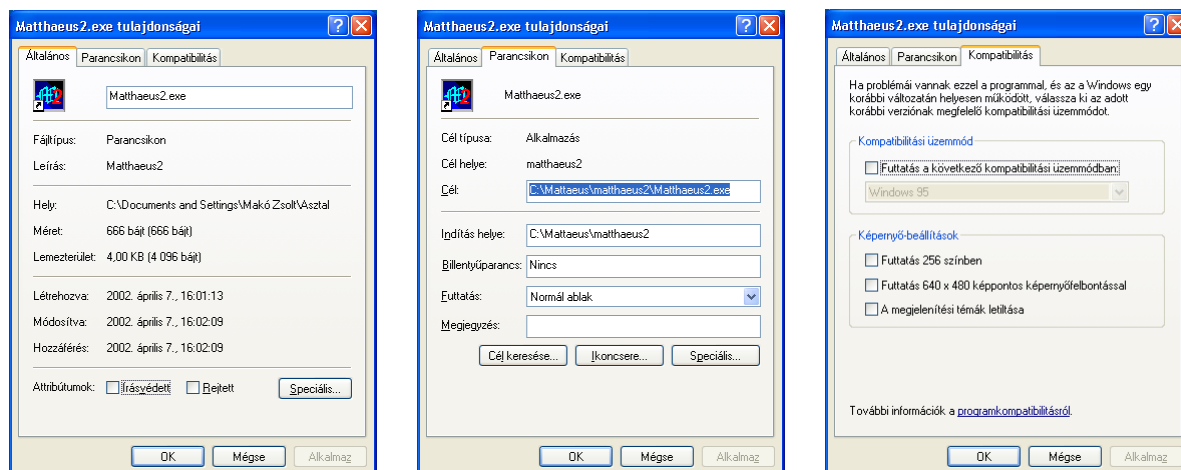 Matthaeus2.exe tulajdonságai
Általános Parancsikon Kompatibilitás
Matthaeus2.exe
Fájltípus: Parancsikon
Leírás: Matthaeus2
Hely: C:\Documents and Settings\Makó Zsolt\Asztal
Méret: 666 bájt (666 bájt)
Lemezterület: 4,00 KB (4 096 bájt)
Létrehozva: 2002. április 7., 16:01:13
Módosítva: 2002. április 7., 16:02:09
Hozzáférés: 2002. április 7., 16:02:09
Attribútumok: Írásvédett Rejtett Speciális...
OK Mégse Alkalmaz
Matthaeus2.exe tulajdonságai
Általános Parancsikon Kompatibilitás
Matthaeus2.exe
Cél típusa: Alkalmazás
Cél helye: matthaeus2
Cél: C:\Mattaeus\matthaeus2\Matthaeus2.exe
Indítás helye: C:\Mattaeus\matthaeus2
Billentyűparancs: Nincs
Futtatás: Normál ablak
Megjegyzés:
Cél keresése... Ikoncsere... Speciális...
OK Mégse Alkalmaz
Matthaeus2.exe tulajdonságai
Általános Parancsikon Kompatibilitás
Ha problémái vannak ezzel a programmal, és az a Windows egy
korábbi változatán helyesen működött, válassza ki az adott
korábbi verziónak megfelelő kompatibilitási üzemmódot.
Kompatibilitási üzemmód
Futtatás a következő kompatibilitási üzemmódban:
Windows 95
Képernyő-beállítások
Futtatás 256 színben
Futtatás 640 x 480 képpontos képernyőfelbontással
A megjelenítési témák letiltása
További információk a programkompatibilitásról.
OK Mégse Alkalmaz